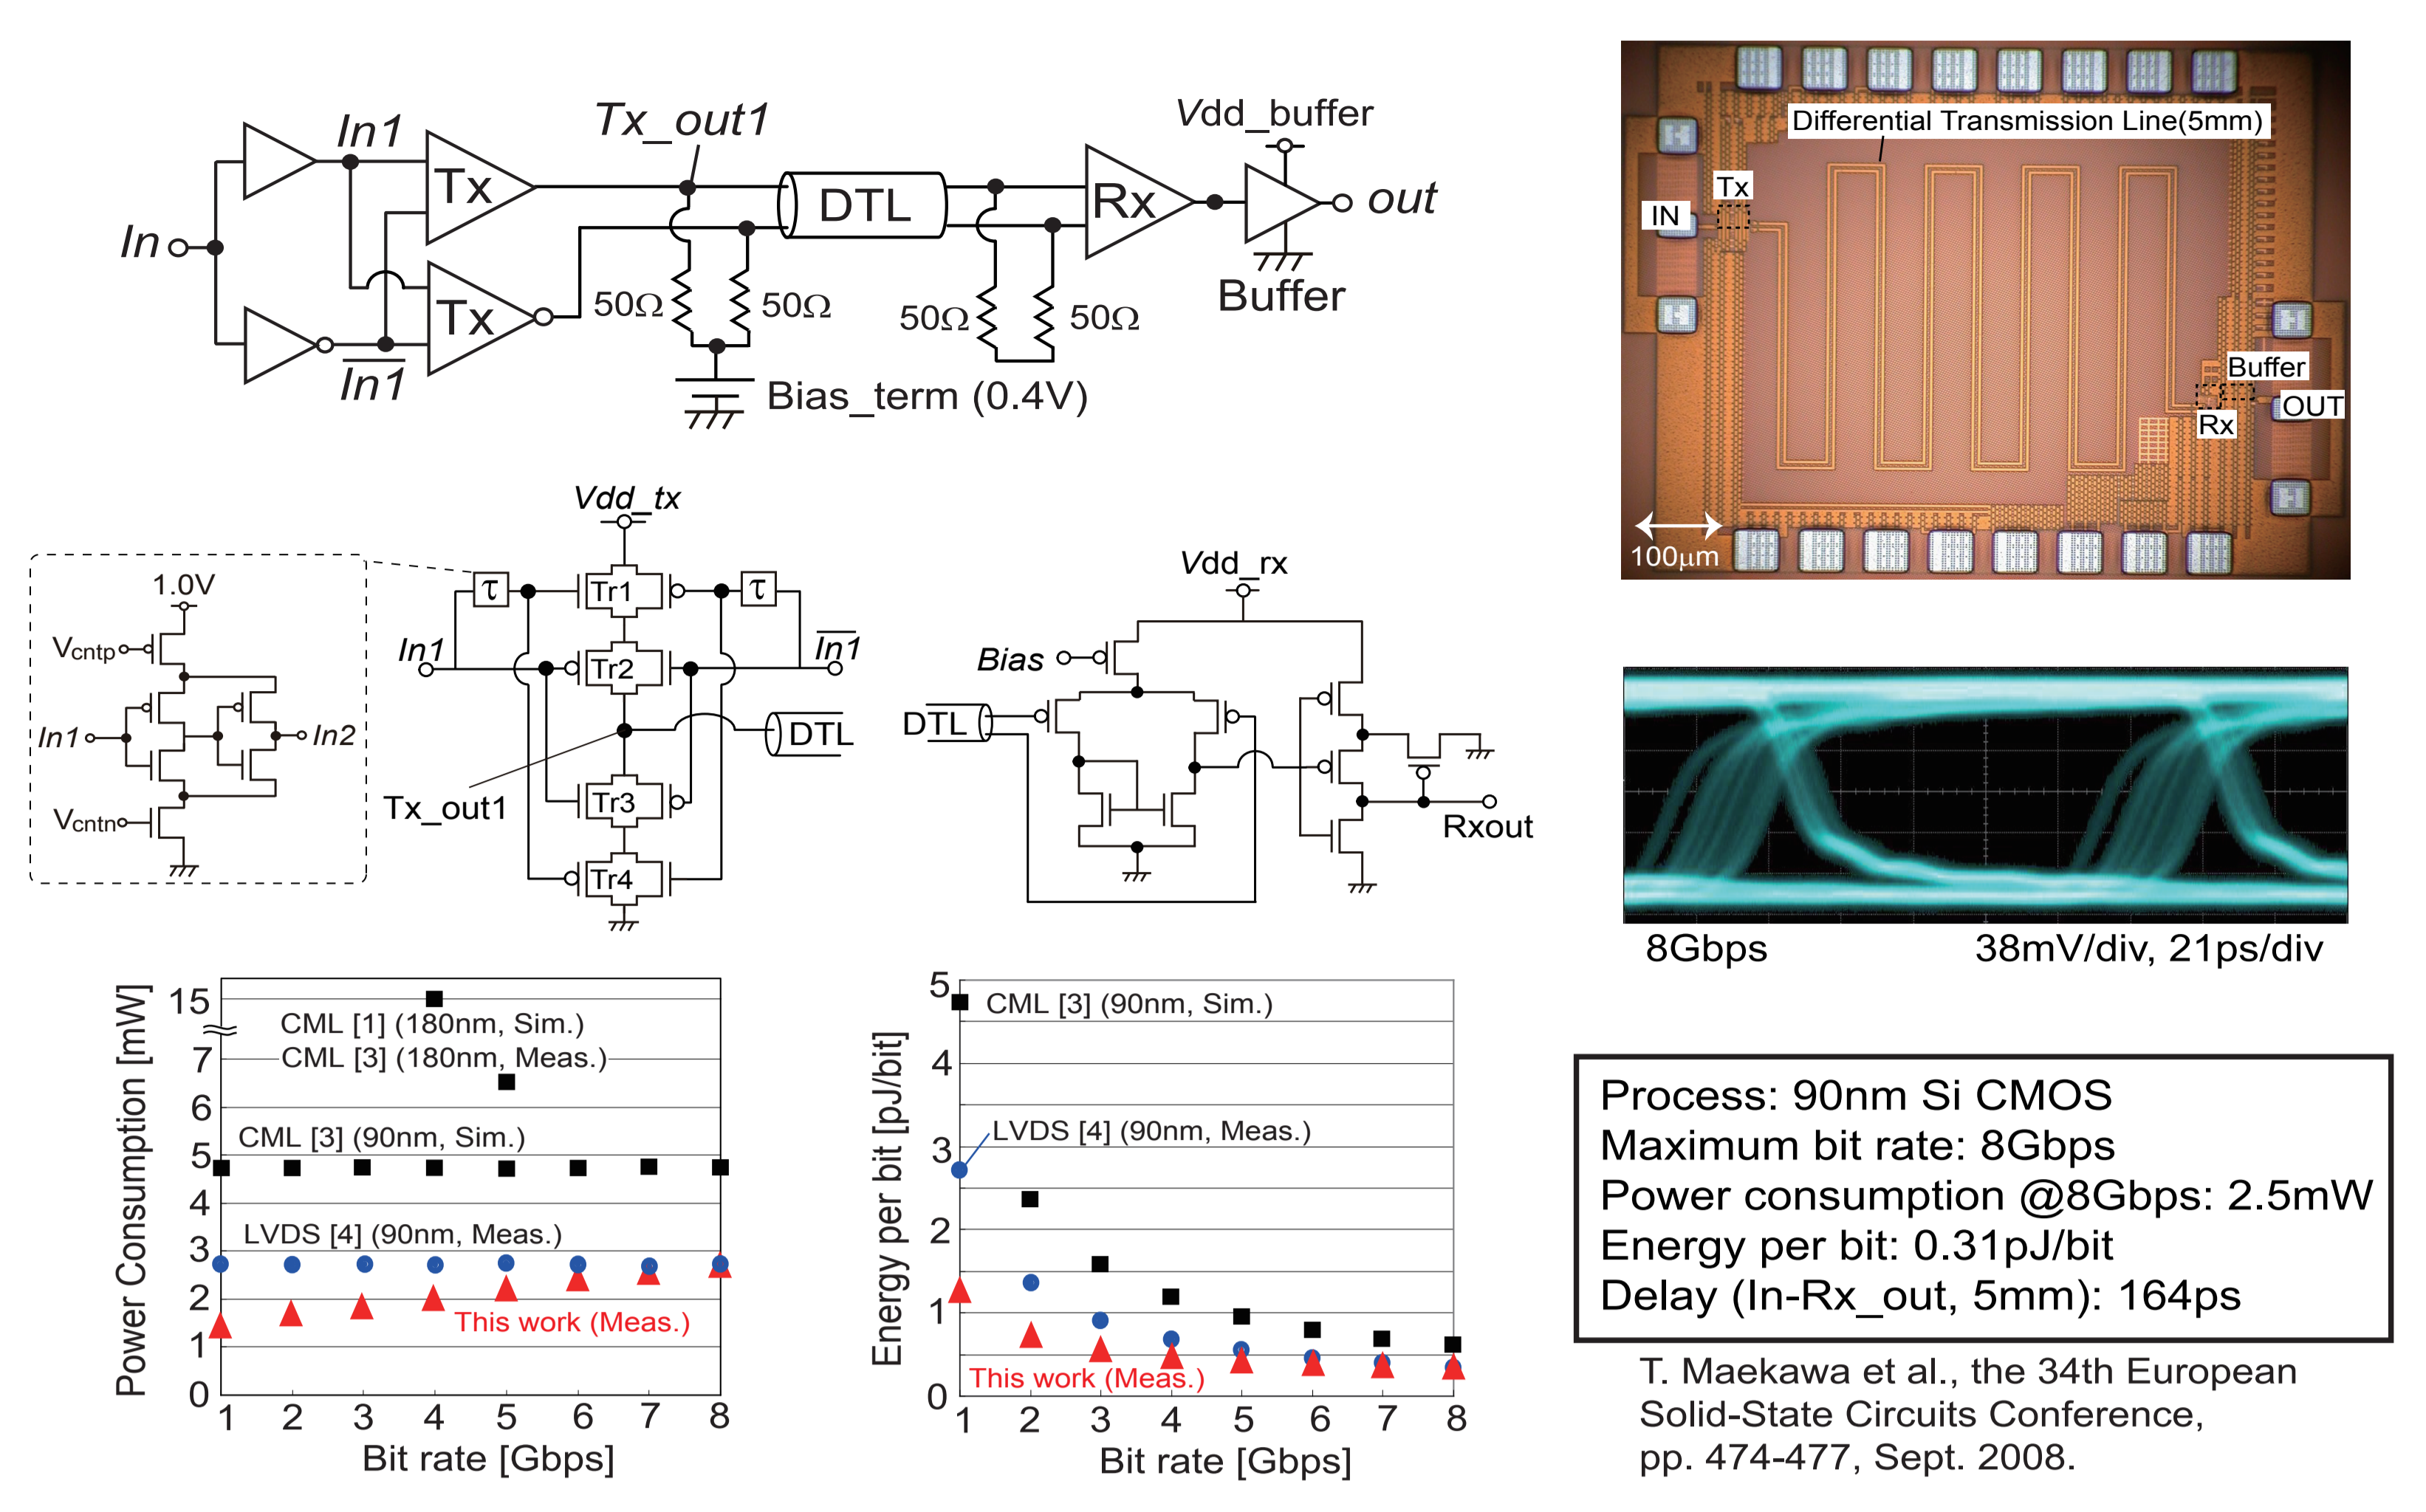 In
In1
In1
Tx
Tx
Tx_out1
50Ω
50Ω
Bias_term (0.4V)
DTL
50Ω
50Ω
Rx
Vdd_buffer
out
Buffer
Differential Transmission Line(5mm)
Tx
IN
Buffer
OUT
Rx
100μm
1.0V
Vcntp
In1
In2
Vcntn
Vdd_tx
τ
τ
Tr1
In1
In1
Tr2
DTL
Tx_out1
Tr3
Tr4
Vdd_rx
Bias
DTL
Rxout
8Gbps
38mV/div, 21ps/div
Power Consumption [mW]
15
7
6
5
4
3
2
1
0
CML [1] (180nm, Sim.)
CML [3] (180nm, Meas.)
CML [3] (90nm, Sim.)
LVDS [4] (90nm, Meas.)
This work (Meas.)
1 2 3 4 5 6 7 8
Bit rate [Gbps]
Energy per bit [pJ/bit]
5
4
3
2
1
0
CML [3] (90nm, Sim.)
LVDS [4] (90nm, Meas.)
This work (Meas.)
1 2 3 4 5 6 7 8
Bit rate [Gbps]
Process: 90nm Si CMOS
Maximum bit rate: 8Gbps
Power consumption @8Gbps: 2.5mW
Energy per bit: 0.31pJ/bit
Delay (In-Rx_out, 5mm): 164ps
T. Maekawa et al., the 34th European
Solid-State Circuits Conference,
pp. 474-477, Sept. 2008.